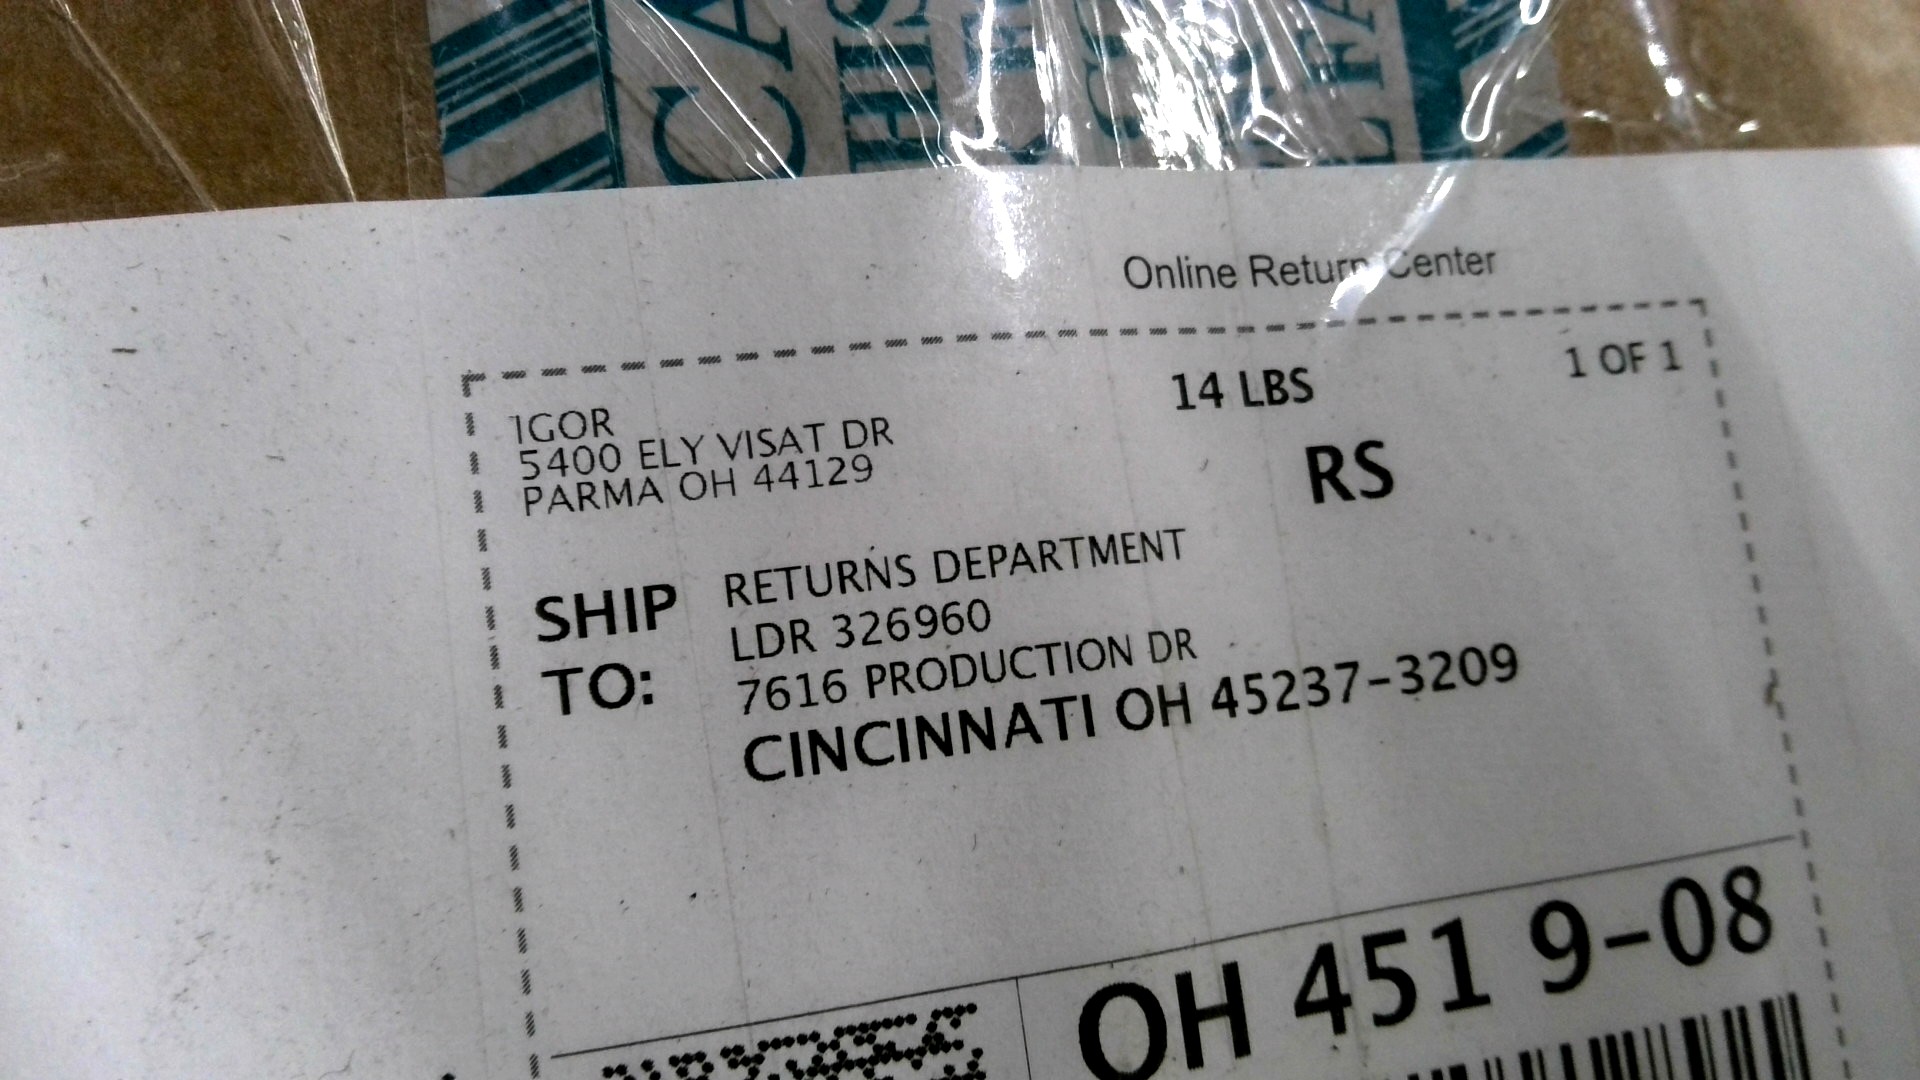 Online Return Center
1 OF 1
14 LBS
RS
IGOR
5400 ELY VISAT DR
PARMA OH 44129
SHIP TO:
RETURNS DEPARTMENT
LDR 326960
7616 PRODUCTION DR
CINCINNATI OH 45237-3209
OH 451 9-08